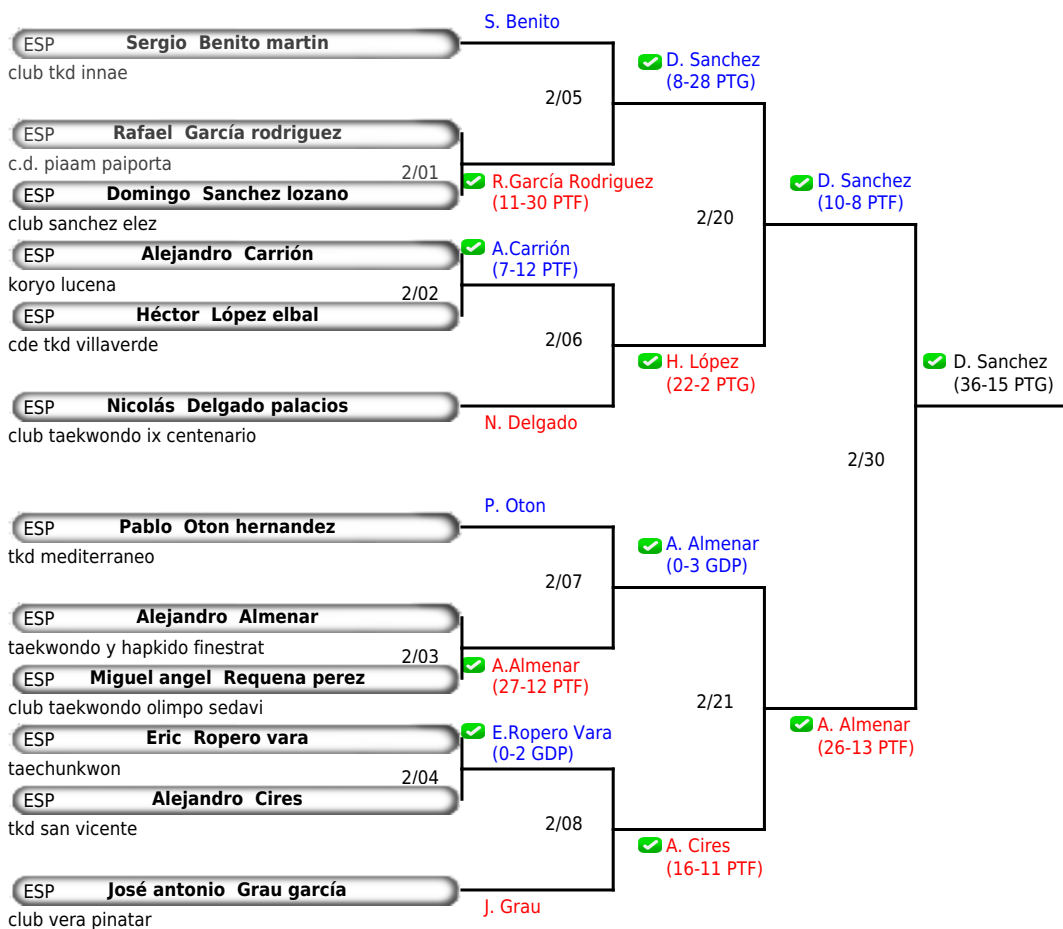 S. Benito
ESP Sergio Benito martin
club tkd innae
D. Sanchez
(8-28 PTG)
2/05
ESP Rafael García rodriguez
c.d. piaam paiporta
2/01
R.García Rodriguez
(11-30 PTF)
ESP Domingo Sanchez lozano
club sanchez elez
D. Sanchez
(10-8 PTF)
2/20
ESP Alejandro Carrión
koryo lucena
A.Carrión
(7-12 PTF)
2/02
ESP Héctor López elbal
cde tkd villaverde
2/06
H. López
(22-2 PTG)
D. Sanchez
(36-15 PTG)
ESP Nicolás Delgado palacios
club taekwondo ix centenario
N. Delgado
2/30
P. Oton
ESP Pablo Oton hernandez
tkd mediterraneo
A. Almenar
(0-3 GDP)
2/07
ESP Alejandro Almenar
taekwondo y hapkido finestrat
2/03
A.Almenar
(27-12 PTF)
ESP Miguel angel Requena perez
club taekwondo olimpo sedavi
2/21
A. Almenar
(26-13 PTF)
ESP Eric Ropero vara
taechunkwon
E.Ropero Vara
(0-2 GDP)
2/04
ESP Alejandro Cires
tkd san vicente
2/08
A. Cires
(16-11 PTF)
ESP José antonio Grau garcía
club vera pinatar
J. Grau